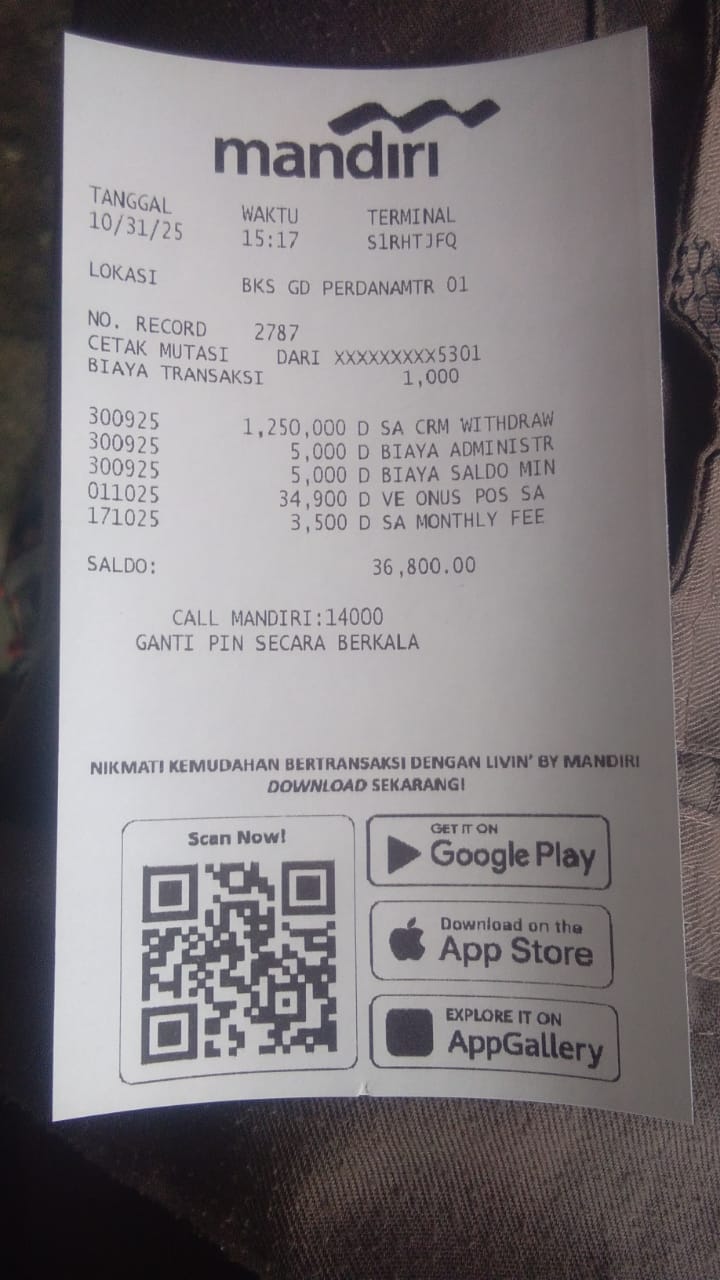 mandiri
TANGGAL WAKTU TERMINAL
10/31/25 15:17 S1RHTJFQ
LOKASI BKS GD PERDANAMTR 01
NO. RECORD 2787
CETAK MUTASI DARI XXXXXXXXX5301
BIAYA TRANSAKSI 1,000
300925 1,250,000 D SA CRM WITHDRAW
300925 5,000 D BIAYA ADMINISTR
300925 5,000 D BIAYA SALDO MIN
011025 34,900 D VE ONUS POS SA
171025 3,500 D SA MONTHLY FEE
SALDO: 36,800.00
CALL MANDIRI:14000
GANTI PIN SECARA BERKALA
NIKMATI KEMUDAHAN BERTRANSAKSI DENGAN LIVIN' BY MANDIRI
DOWNLOAD SEKARANG!
Scan Now!
GET IT ON
Google Play
Download on the
App Store
EXPLORE IT ON
AppGallery